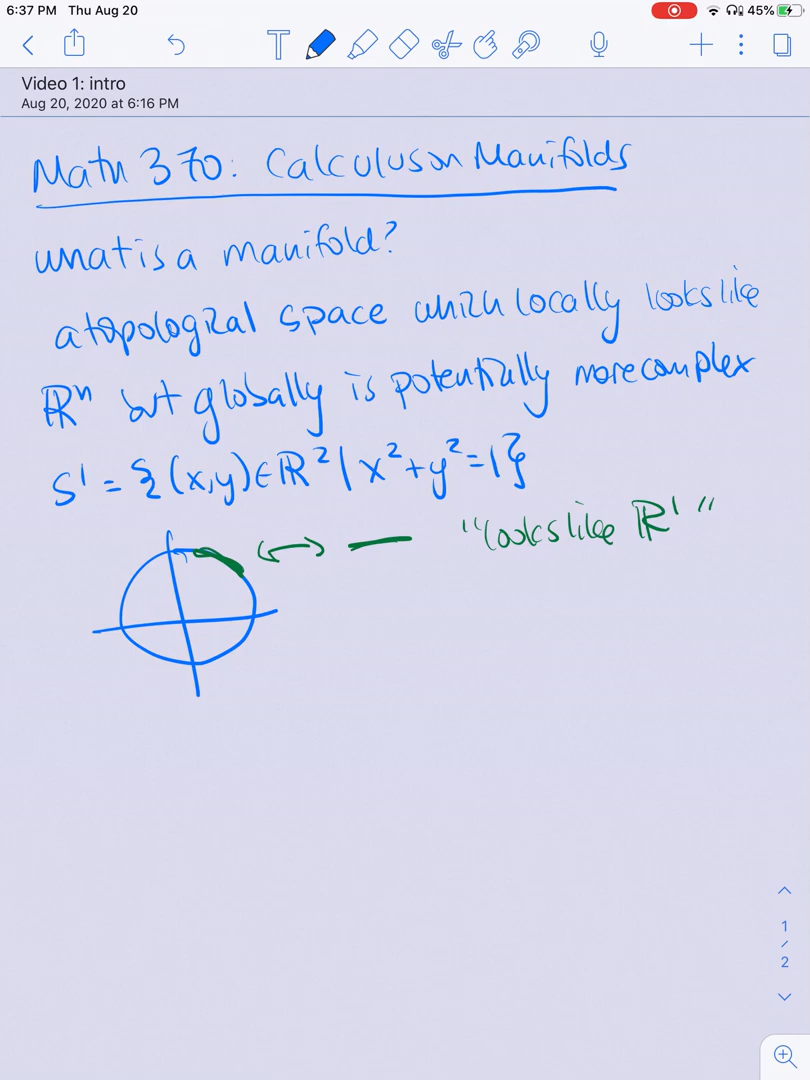 6:37 PM Thu Aug 20
45%
T
Video 1: intro
Aug 20, 2020 at 6:16 PM
Math 370: Calculus on Manifolds
what is a manifold?
a topological space which locally looks like
ℝⁿ but globally is potentially more complex
S¹ = {(x,y)∈ℝ² | x²+y²=1}
"looks like ℝ¹"
1
/
2